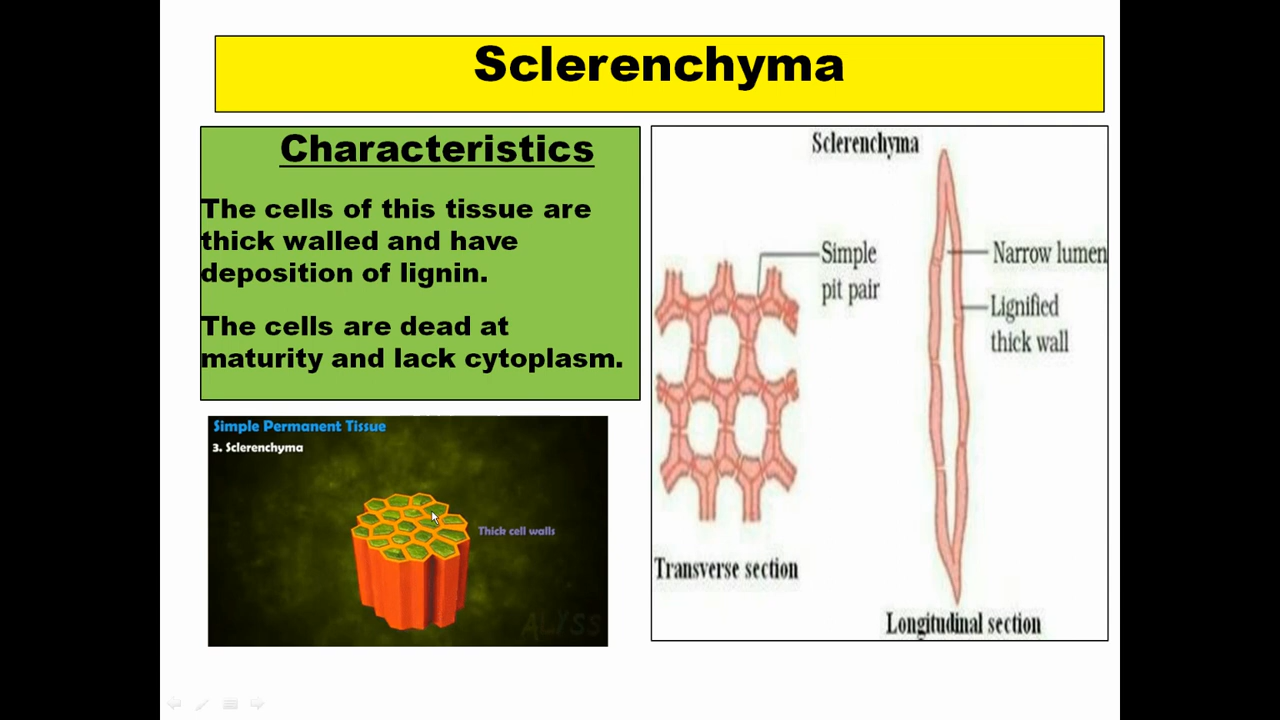 Sclerenchyma
Characteristics
The cells of this tissue are
thick walled and have
deposition of lignin.
The cells are dead at
maturity and lack cytoplasm.
Simple Permanent Tissue
3. Sclerenchyma
Thick cell walls
ALYSS
Sclerenchyma
Simple
pit pair
Narrow lumen
Lignified
thick wall
Transverse section
Longitudinal section